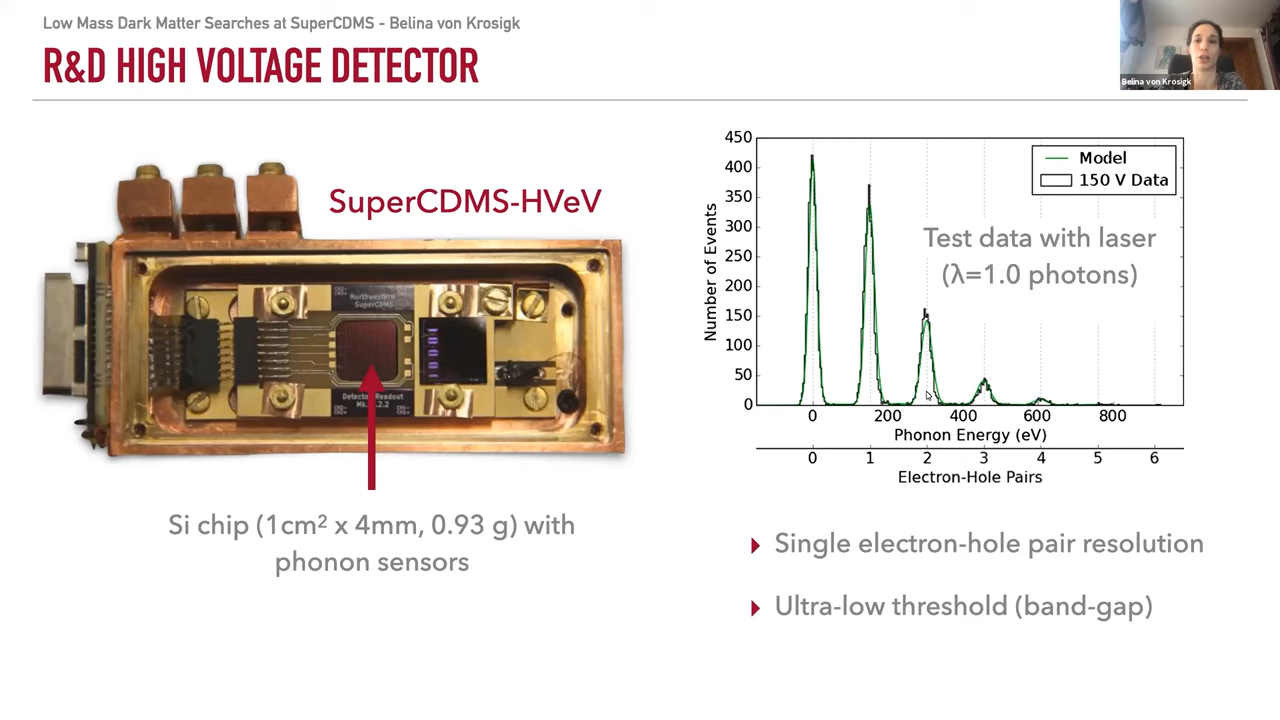 Low Mass Dark Matter Searches at SuperCDMS - Belina von Krosigk
R&D HIGH VOLTAGE DETECTOR
Belina von Krosigk
SuperCDMS-HVeV
Northwestern
SuperCDMS
Detector Readout
Si chip (1cm² x 4mm, 0.93 g) with
phonon sensors
450
400
350
300
250
200
150
100
50
0
Number of Events
Model
150 V Data
Test data with laser
(λ=1.0 photons)
0 200 400 600 800
Phonon Energy (eV)
0 1 2 3 4 5 6
Electron-Hole Pairs
Single electron-hole pair resolution
Ultra-low threshold (band-gap)